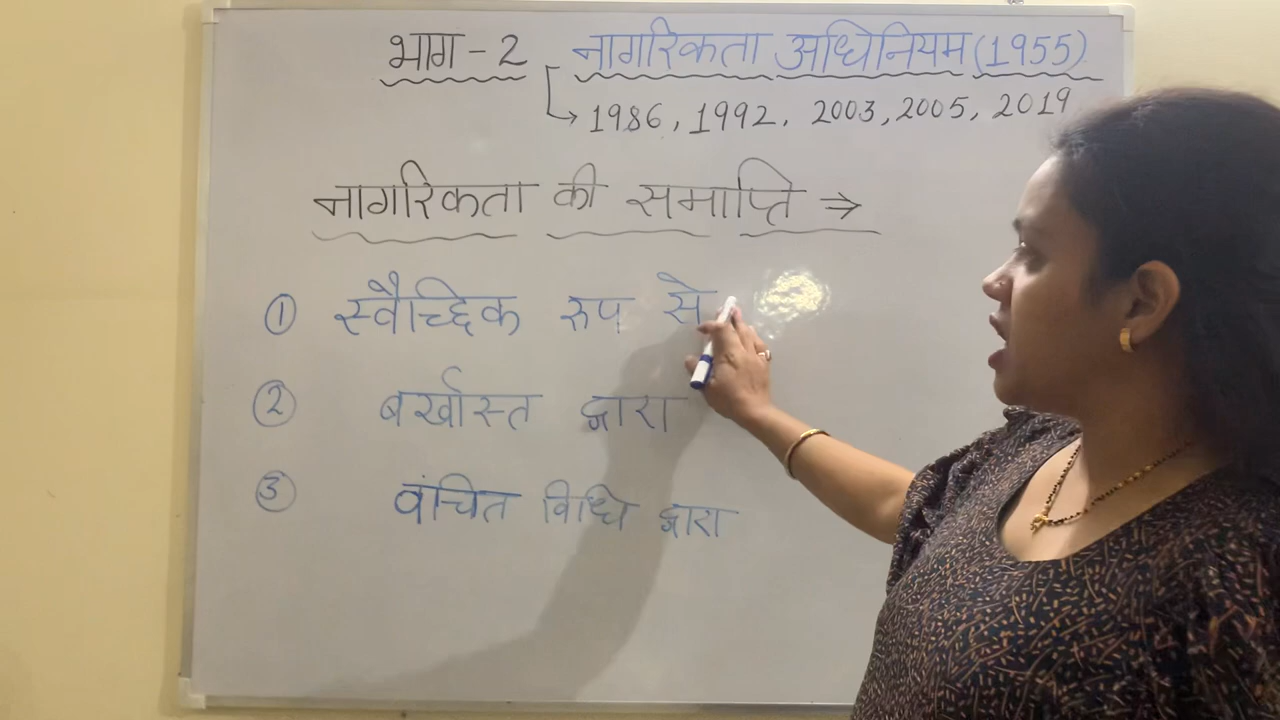 भाग - 2 नागरिकता अधिनियम (1955)
↳ 1986, 1992, 2003, 2005, 2019
नागरिकता की समाप्ति ⇒
① स्वैच्छिक रुप से
② बर्खास्त द्वारा
③ वंचित विधि द्वारा